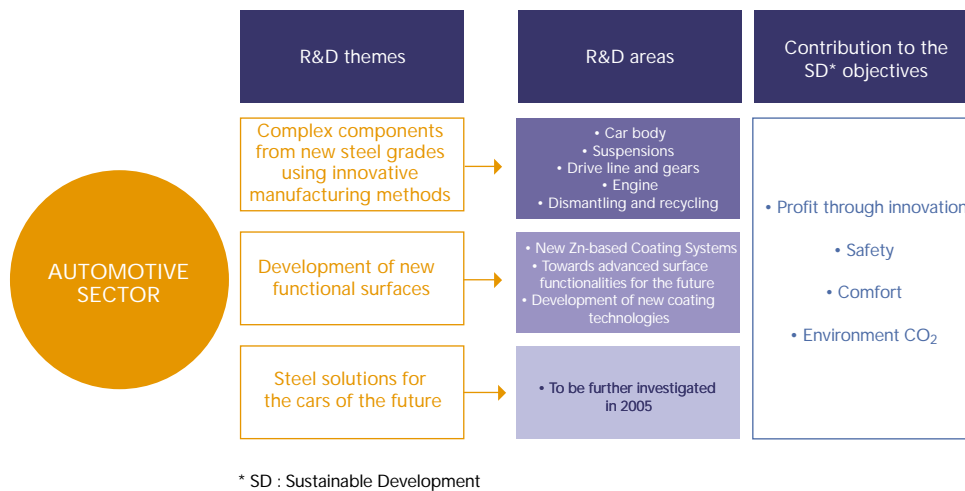 R&D themes
R&D areas
Contribution to the
SD* objectives
AUTOMOTIVE
SECTOR
Complex components
from new steel grades
using innovative
manufacturing methods
• Car body
• Suspensions
• Drive line and gears
• Engine
• Dismantling and recycling
Development of new
functional surfaces
• New Zn-based Coating Systems
• Towards advanced surface
functionalities for the future
• Development of new coating
technologies
Steel solutions for
the cars of the future
• To be further investigated
in 2005
• Profit through innovation
• Safety
• Comfort
• Environment CO₂
* SD : Sustainable Development